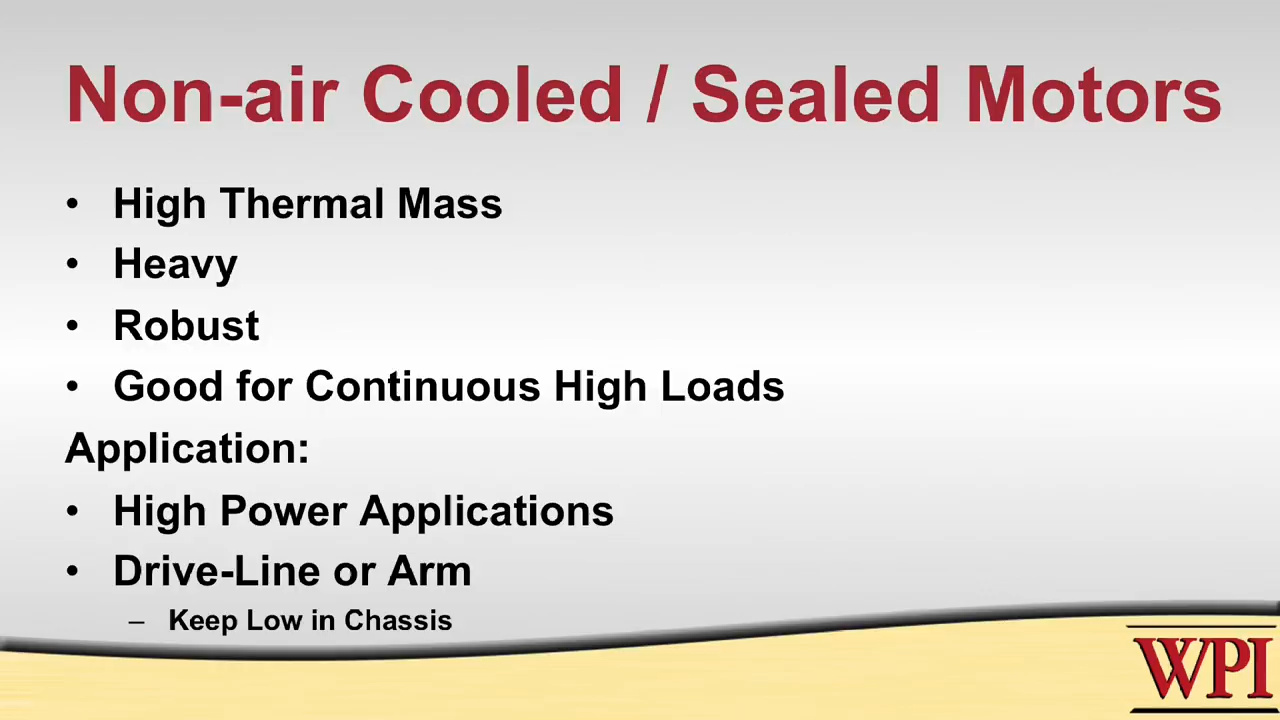 Non-air Cooled / Sealed Motors
• High Thermal Mass
• Heavy
• Robust
• Good for Continuous High Loads
Application:
• High Power Applications
• Drive-Line or Arm
– Keep Low in Chassis
WPI